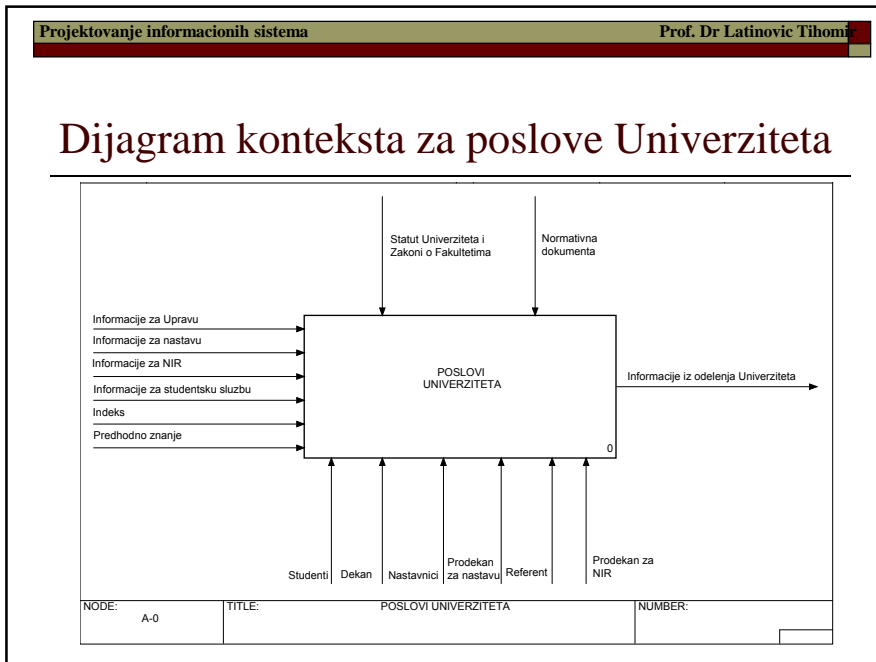 Projektovanje informacionih sistema Prof. Dr Latinovic Tihomir
Dijagram konteksta za poslove Univerziteta
Statut Univerziteta i
Zakoni o Fakultetima
Normativna
dokumenta
Informacije za Upravu
Informacije za nastavu
Informacije za NIR
Informacije za studentsku sluzbu
Indeks
Predhodno znanje
POSLOVI
UNIVERZITETA
0
Informacije iz odelenja Univerziteta
Studenti
Dekan
Nastavnici
Prodekan
za nastavu
Referent
Prodekan za
NIR
NODE:
A-0
TITLE:
POSLOVI UNIVERZITETA
NUMBER: